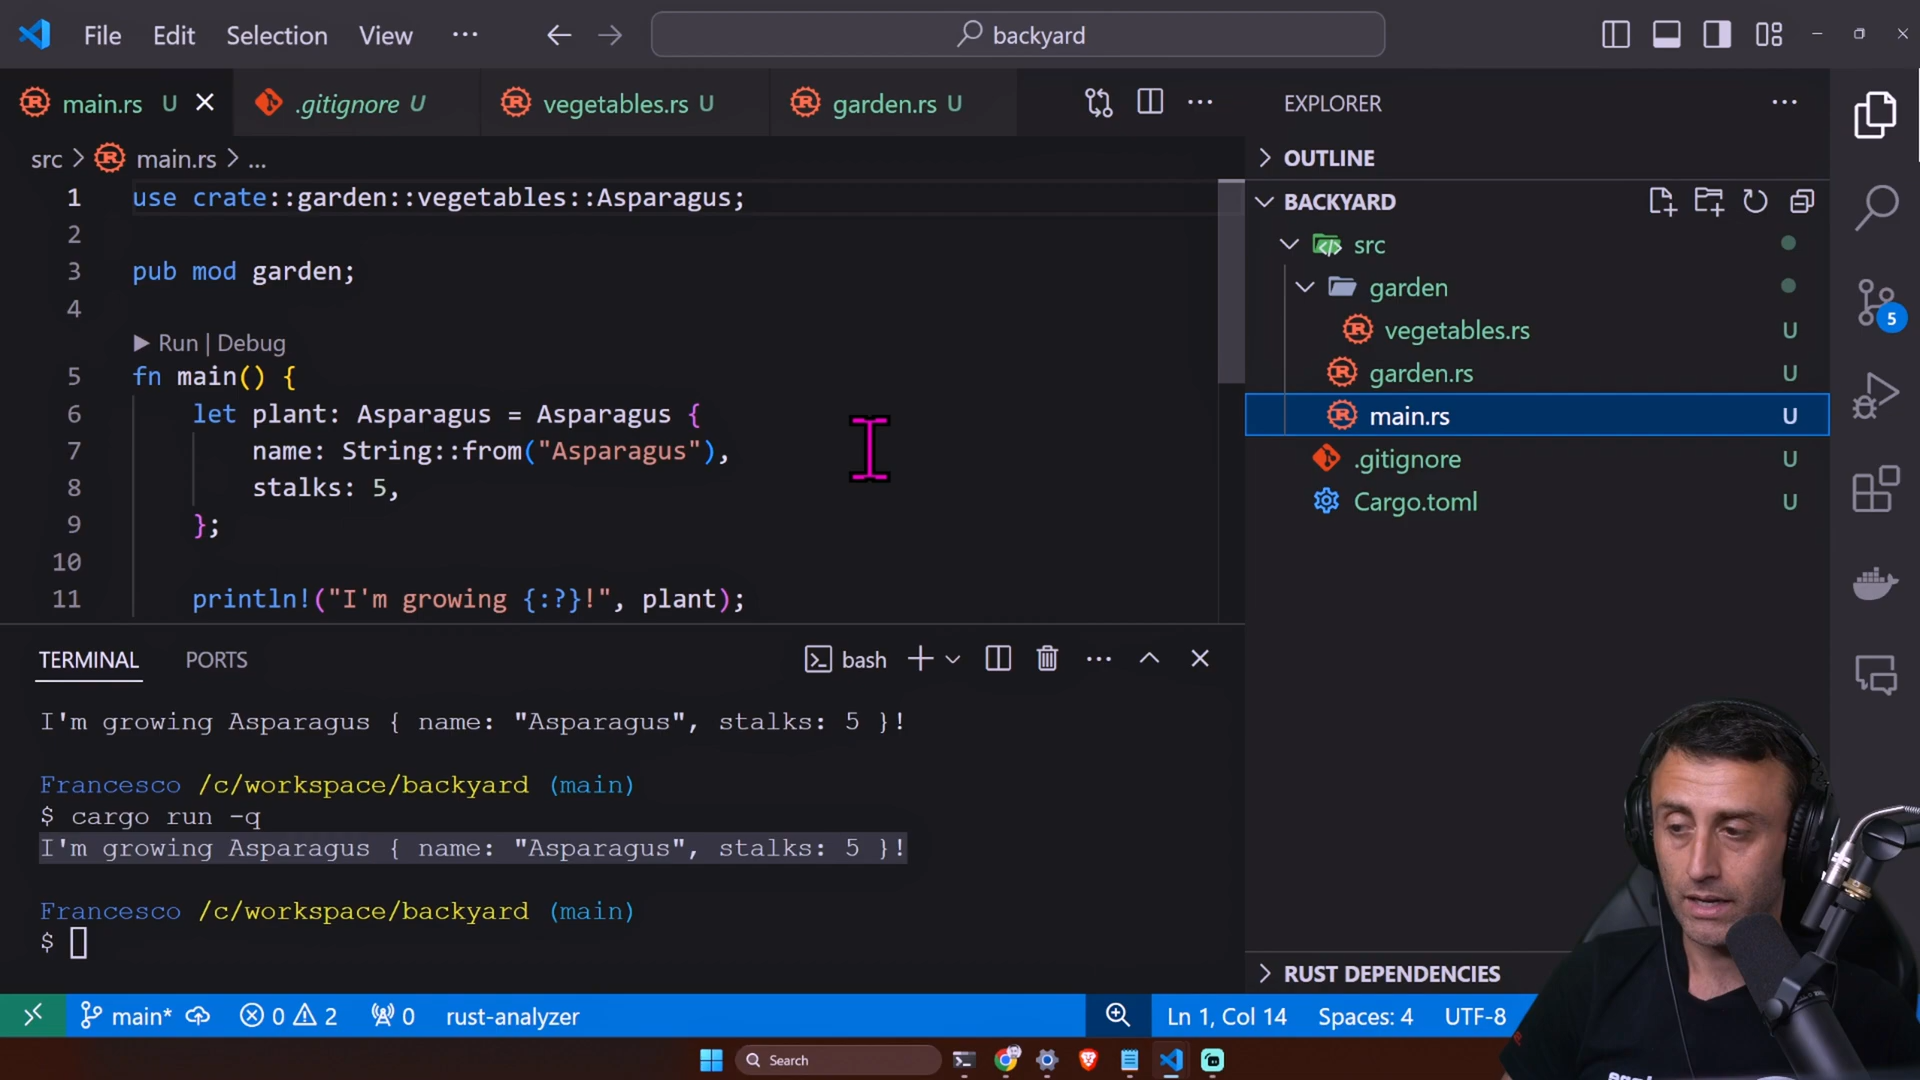 File Edit Selection View ... backyard
main.rs U .gitignore U vegetables.rs U garden.rs U ...
src > main.rs > ...
1 use crate::garden::vegetables::Asparagus;
2
3 pub mod garden;
4
Run | Debug
5 fn main() {
6 let plant: Asparagus = Asparagus {
7 name: String::from("Asparagus"),
8 stalks: 5,
9 };
10
11 println!("I'm growing {:?}!", plant);
EXPLORER ...
OUTLINE
BACKYARD
src
garden
vegetables.rs U
garden.rs U
main.rs U
.gitignore U
Cargo.toml U
RUST DEPENDENCIES
5
TERMINAL PORTS bash ...
I'm growing Asparagus { name: "Asparagus", stalks: 5 }!
Francesco /c/workspace/backyard (main)
$ cargo run -q
I'm growing Asparagus { name: "Asparagus", stalks: 5 }!
Francesco /c/workspace/backyard (main)
$
main* 0 2 0 rust-analyzer Ln 1, Col 14 Spaces: 4 UTF-8
Search